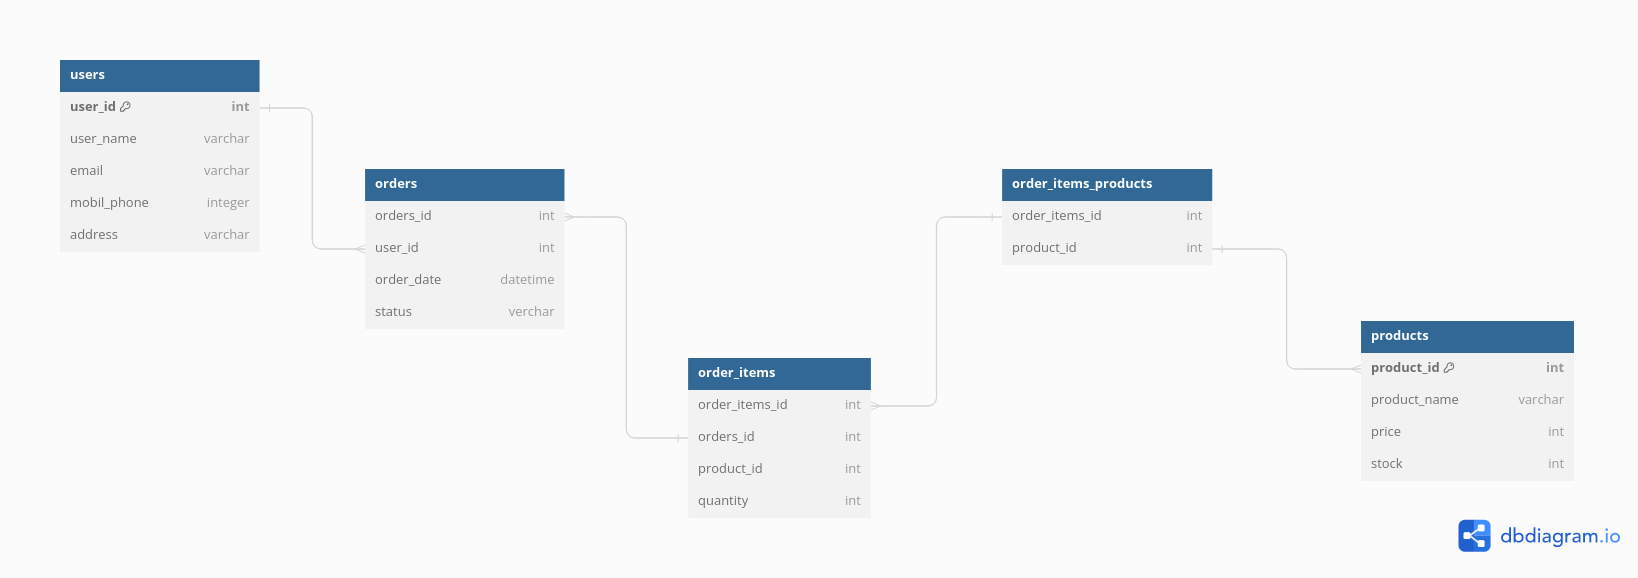 users
user_id int
user_name varchar
email varchar
mobil_phone integer
address varchar
orders
orders_id int
user_id int
order_date datetime
status verchar
order_items
order_items_id int
orders_id int
product_id int
quantity int
order_items_products
order_items_id int
product_id int
products
product_id int
product_name varchar
price int
stock int
dbdiagram.io